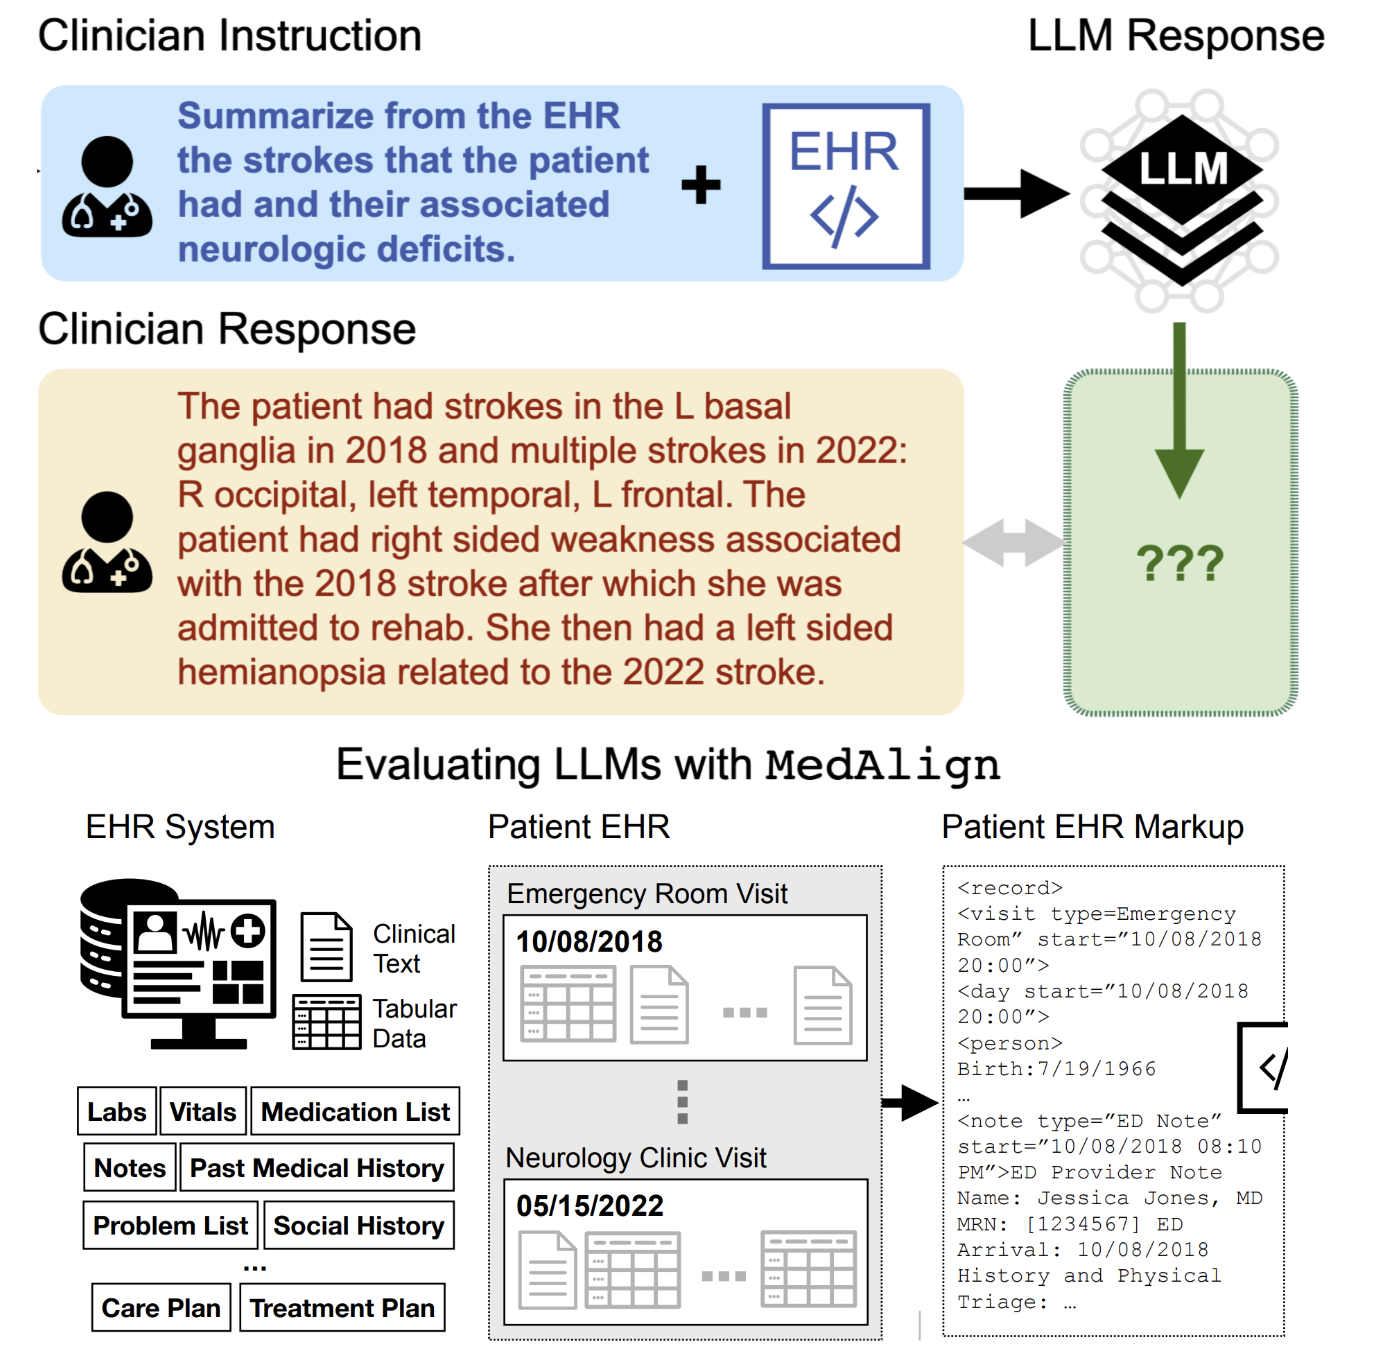 Clinician Instruction
LLM Response
Summarize from the EHR
the strokes that the patient
had and their associated
neurologic deficits.
+
EHR
</>
LLM
Clinician Response
The patient had strokes in the L basal
ganglia in 2018 and multiple strokes in 2022:
R occipital, left temporal, L frontal. The
patient had right sided weakness associated
with the 2018 stroke after which she was
admitted to rehab. She then had a left sided
hemianopsia related to the 2022 stroke.
???
Evaluating LLMs with MedAlign
EHR System
Clinical
Text
Tabular
Data
Labs
Vitals
Medication List
Notes
Past Medical History
Problem List
Social History
...
Care Plan
Treatment Plan
Patient EHR
Emergency Room Visit
10/08/2018
Neurology Clinic Visit
05/15/2022
Patient EHR Markup
<record>
<visit type=Emergency
Room” start=”10/08/2018
20:00”>
<day start=”10/08/2018
20:00”>
<person>
Birth:7/19/1966
…
<note type=”ED Note”
start=”10/08/2018 08:10
PM”>ED Provider Note
Name: Jessica Jones, MD
MRN: [1234567] ED
Arrival: 10/08/2018
History and Physical
Triage: …
</